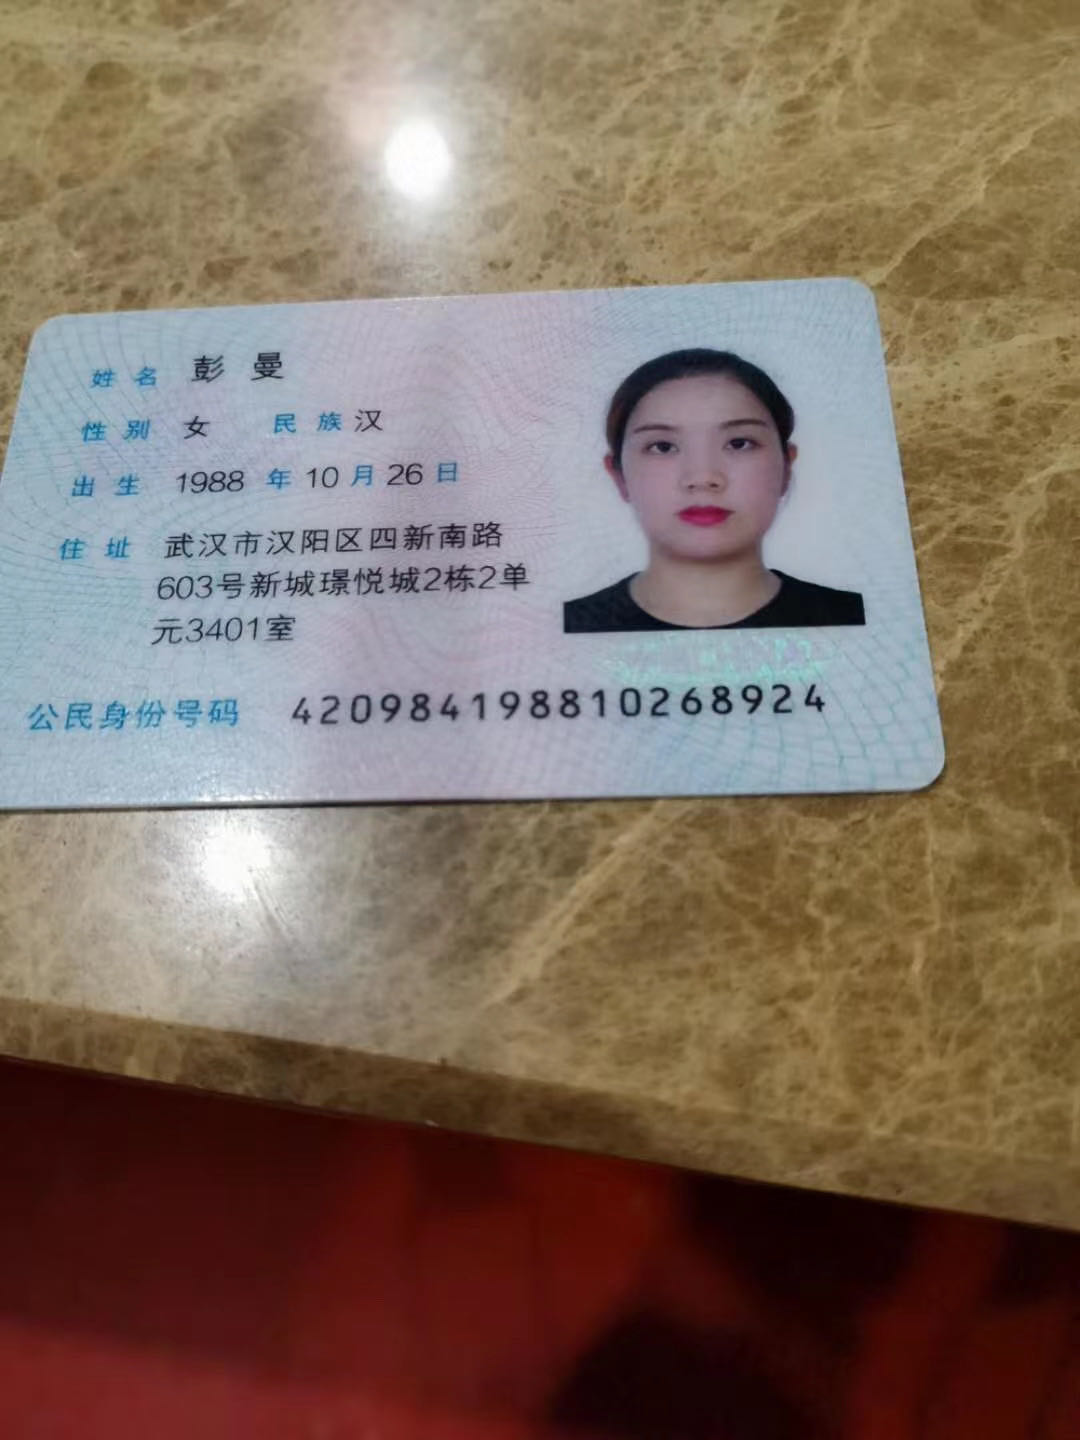 姓名 彭曼
性别 女 民族 汉
出生 1988 年 10 月 26 日
住址 武汉市汉阳区四新南路
603号新城璟悦城2栋2单
元3401室
公民身份号码 420984198810268924